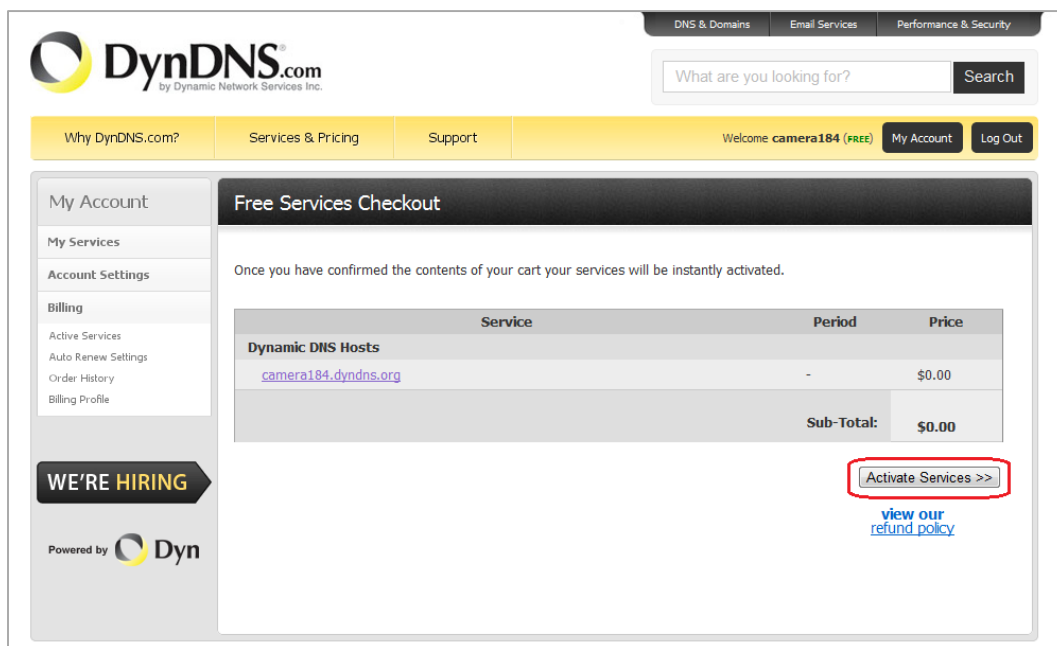 DNS & Domains Email Services Performance & Security
DynDNS®.com
by Dynamic Network Services Inc.
What are you looking for? Search
Why DynDNS.com? Services & Pricing Support Welcome camera184 (FREE) My Account Log Out
My Account
My Services
Account Settings
Billing
Active Services
Auto Renew Settings
Order History
Billing Profile
WE'RE HIRING
Powered by Dyn
Free Services Checkout
Once you have confirmed the contents of your cart your services will be instantly activated.
Service Period Price
Dynamic DNS Hosts
camera184.dyndns.org - $0.00
Sub-Total: $0.00
Activate Services >>
view our
refund policy